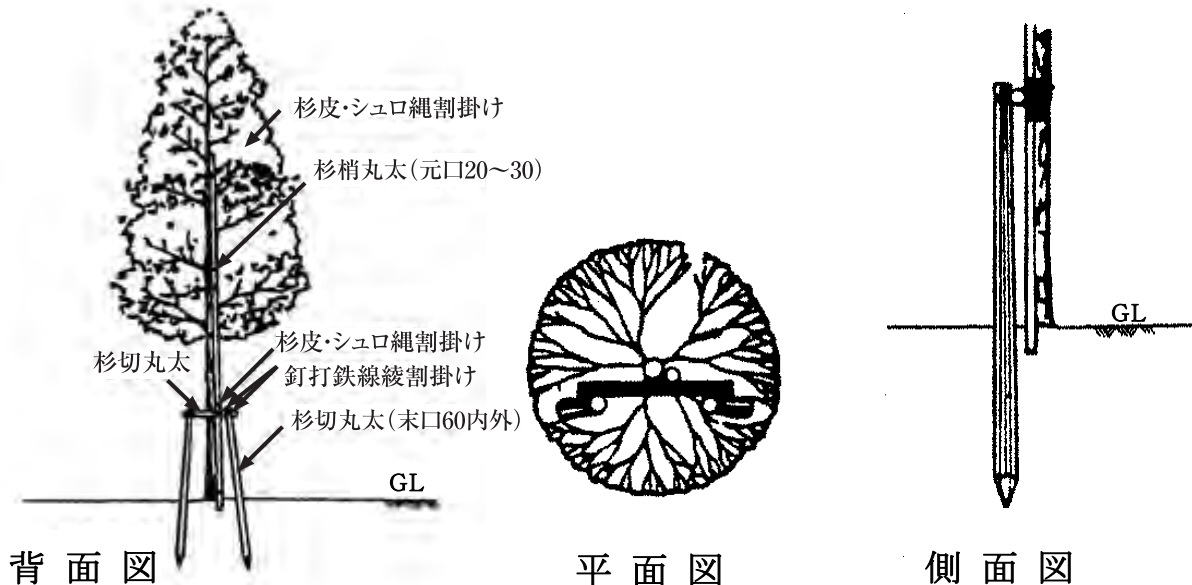 杉皮・シュロ縄割掛け
杉梢丸太(元口20〜30)
杉皮・シュロ縄割掛け
杉切丸太
釘打鉄線綾割掛け
杉切丸太(末口60内外)
GL
背面図
平面図
GL
側面図